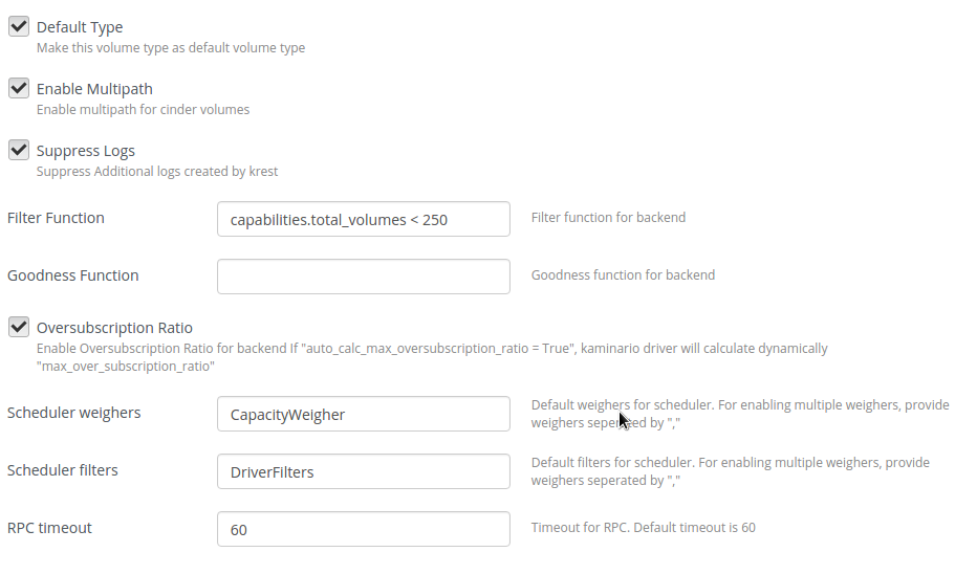 Default Type
Make this volume type as default volume type
Enable Multipath
Enable multipath for cinder volumes
Suppress Logs
Suppress Additional logs created by krest
Filter Function
capabilities.total_volumes < 250
Filter function for backend
Goodness Function
Goodness function for backend
Oversubscription Ratio
Enable Oversubscription Ratio for backend If "auto_calc_max_oversubscription_ratio = True", kaminario driver will calculate dynamically
"max_over_subscription_ratio"
Scheduler weighers
CapacityWeigher
Default weighers for scheduler. For enabling multiple weighers, provide
weighers seperated by ","
Scheduler filters
DriverFilters
Default filters for scheduler. For enabling multiple weighers, provide
weighers seperated by ","
RPC timeout
60
Timeout for RPC. Default timeout is 60